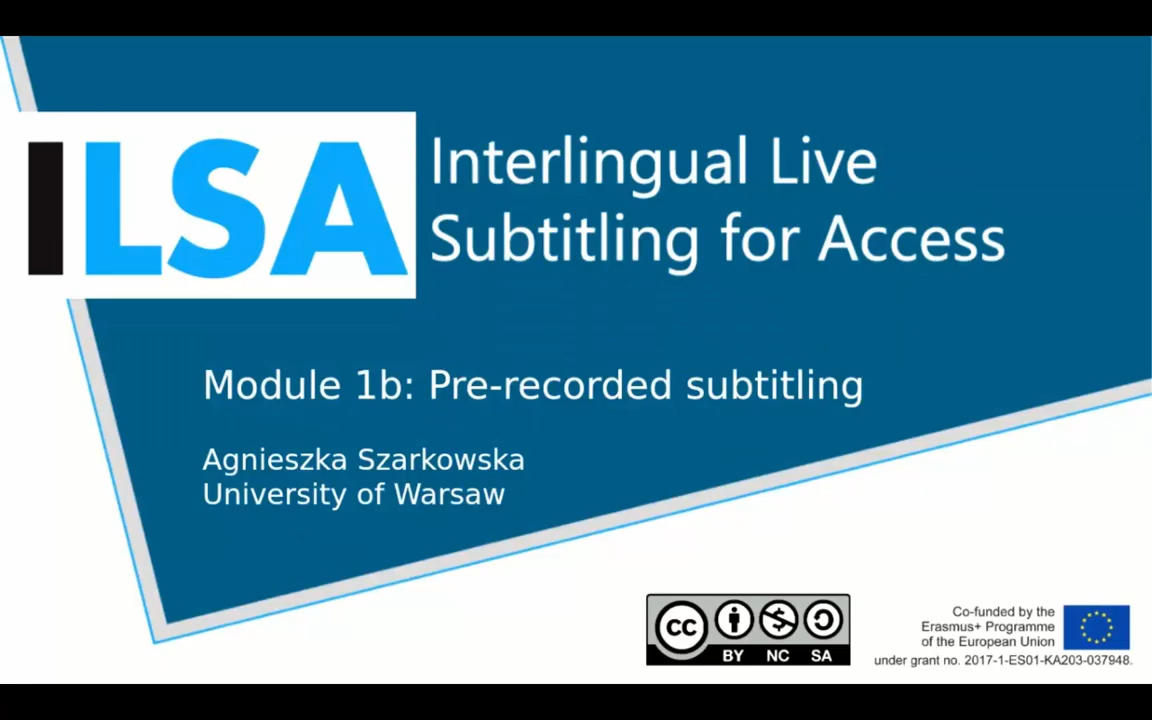 ILSA
Interlingual Live
Subtitling for Access
Module 1b: Pre-recorded subtitling
Agnieszka Szarkowska
University of Warsaw
CC
BY NC SA
Co-funded by the
Erasmus+ Programme
of the European Union
under grant no. 2017-1-ES01-KA203-037948.